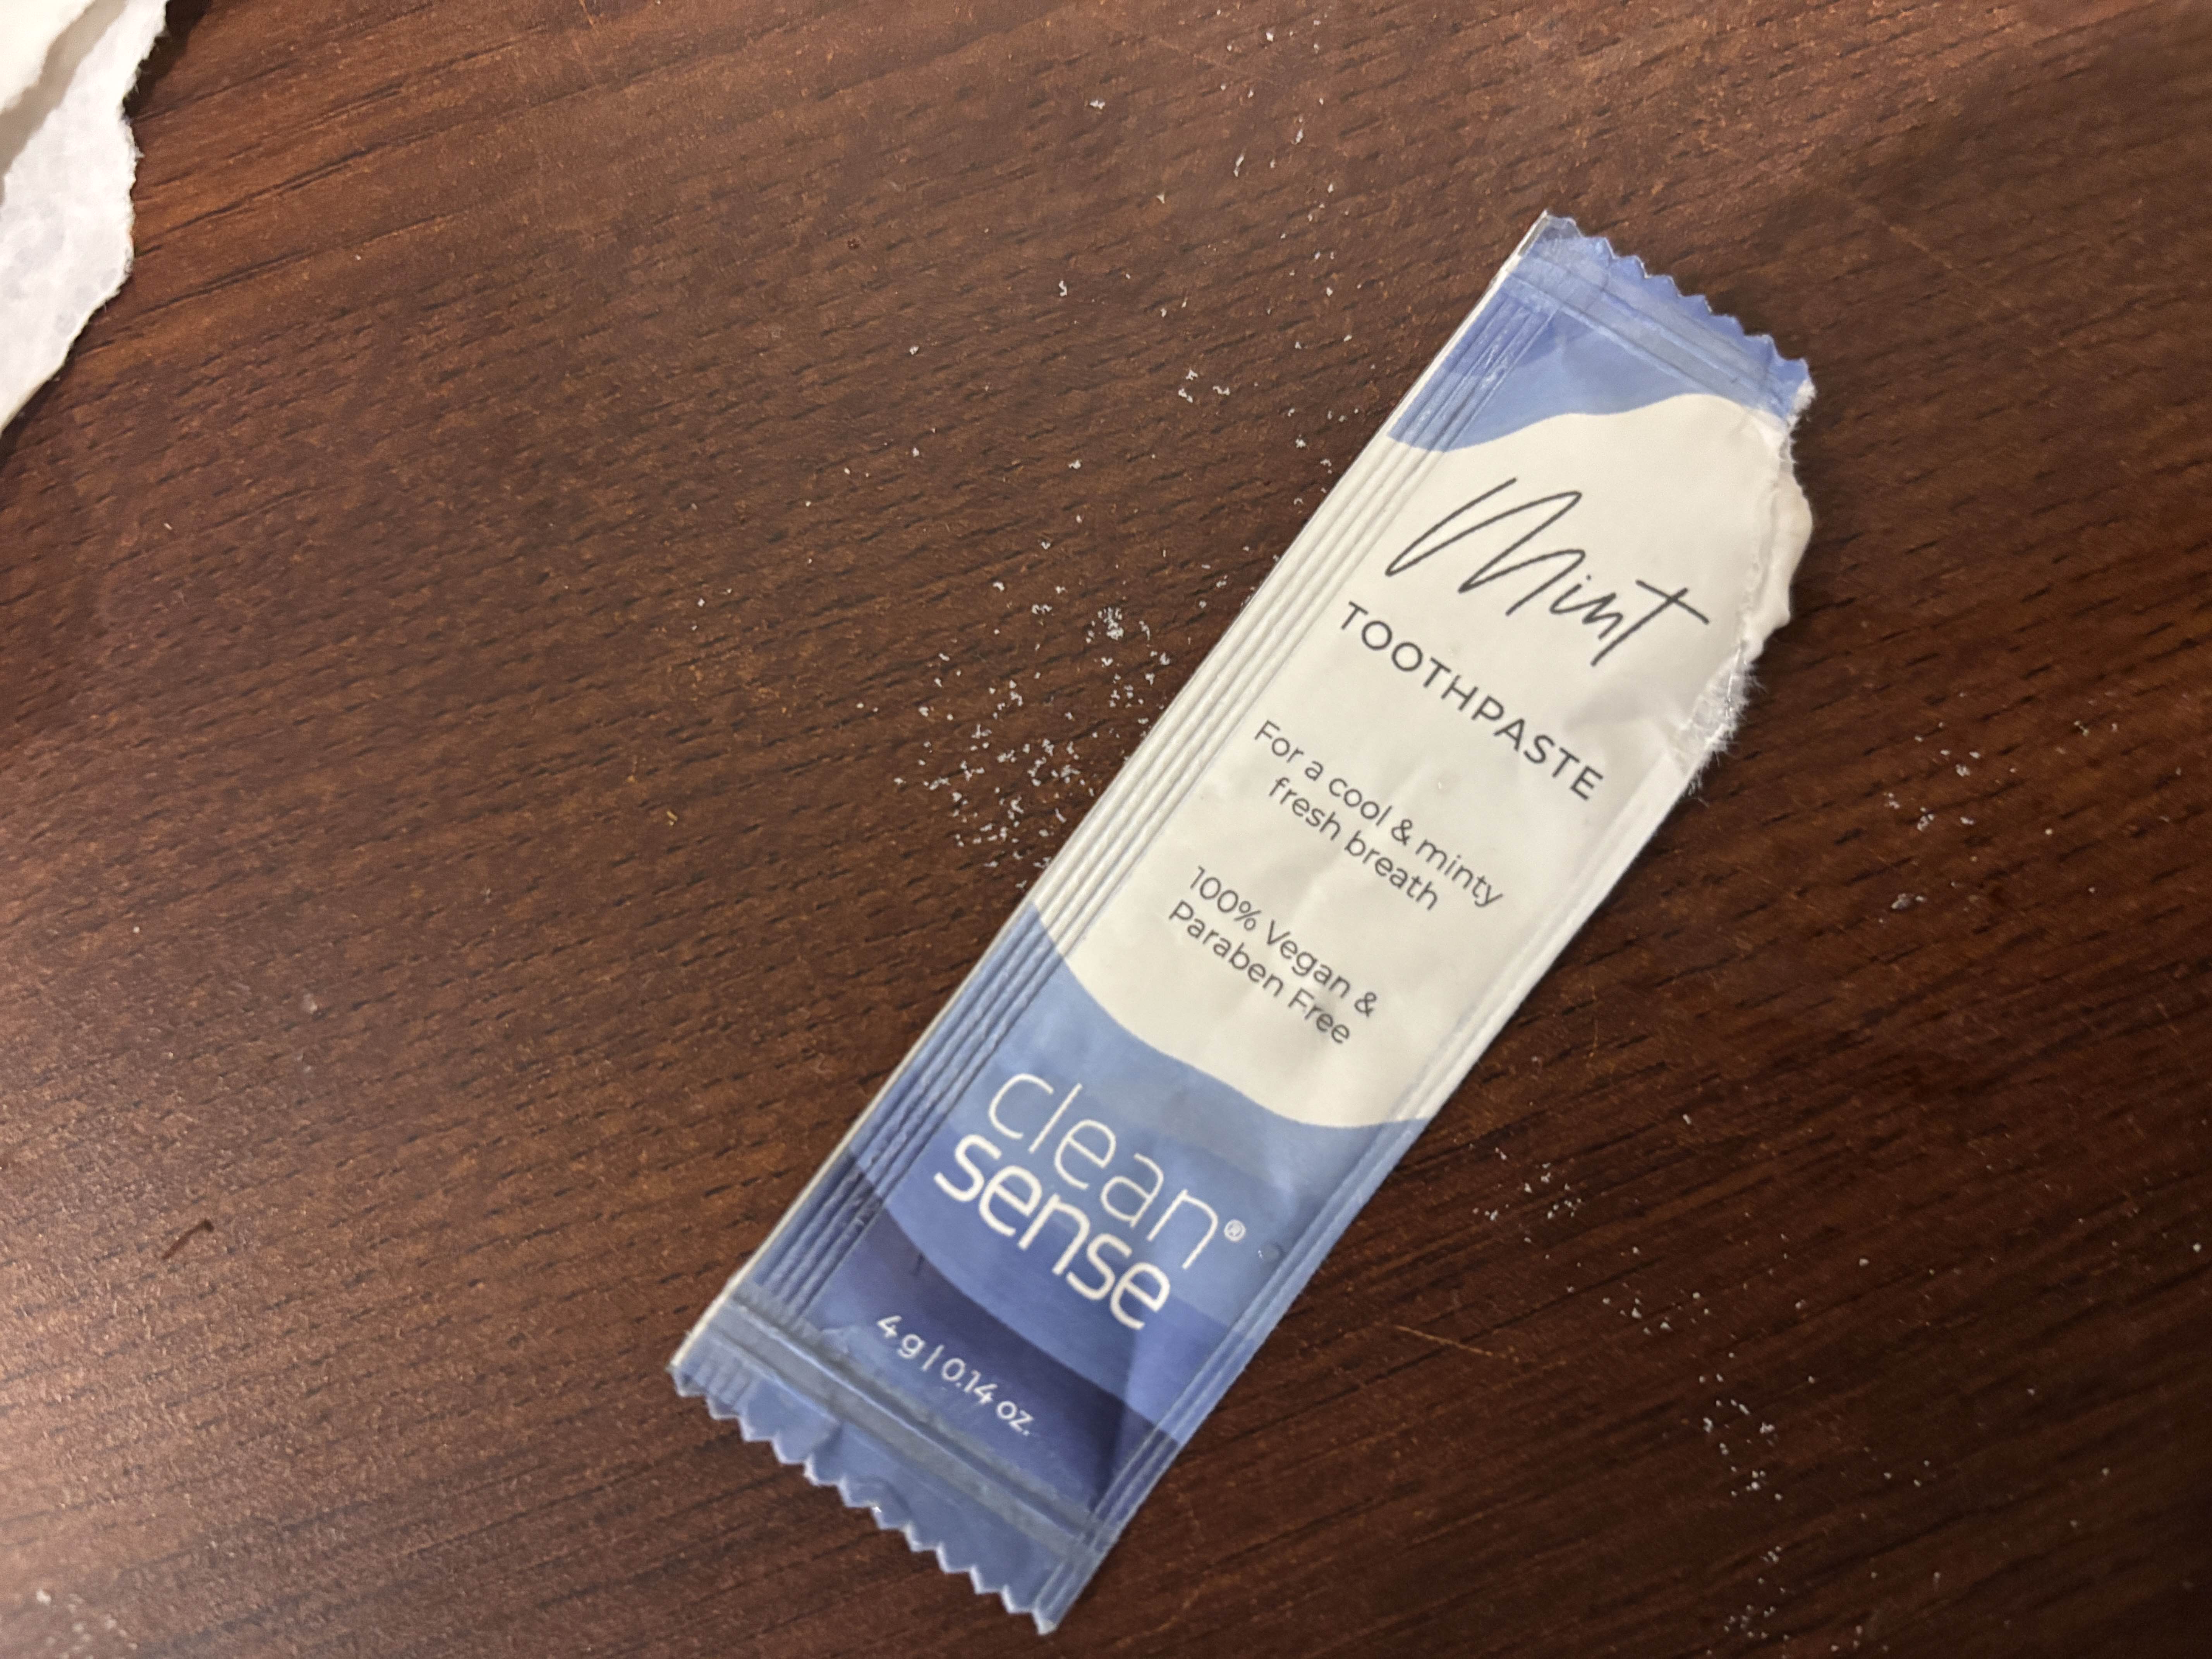 Mint
TOOTHPASTE
For a cool & minty
fresh breath
100% Vegan &
Paraben Free
clean®
sense
4 g | 0.14 oz.